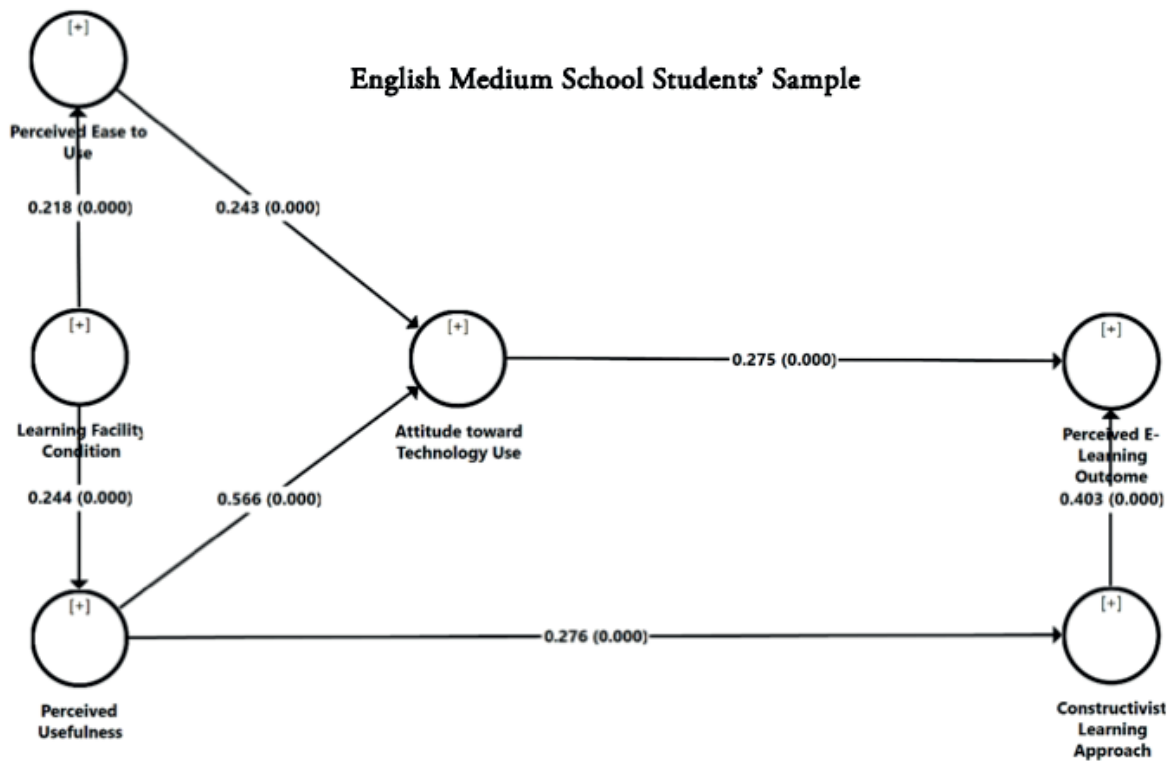 [+]
English Medium School Students' Sample
Perceived Ease to
Use
0.218 (0.000)
0.243 (0.000)
[+]
[+]
[+]
0.275 (0.000)
Learning Facility
Condition
Attitude toward
Technology Use
Perceived E-
Learning
Outcome
0.244 (0.000)
0.566 (0.000)
0.403 (0.000)
[+]
[+]
0.276 (0.000)
Perceived
Usefulness
Constructivist
Learning
Approach